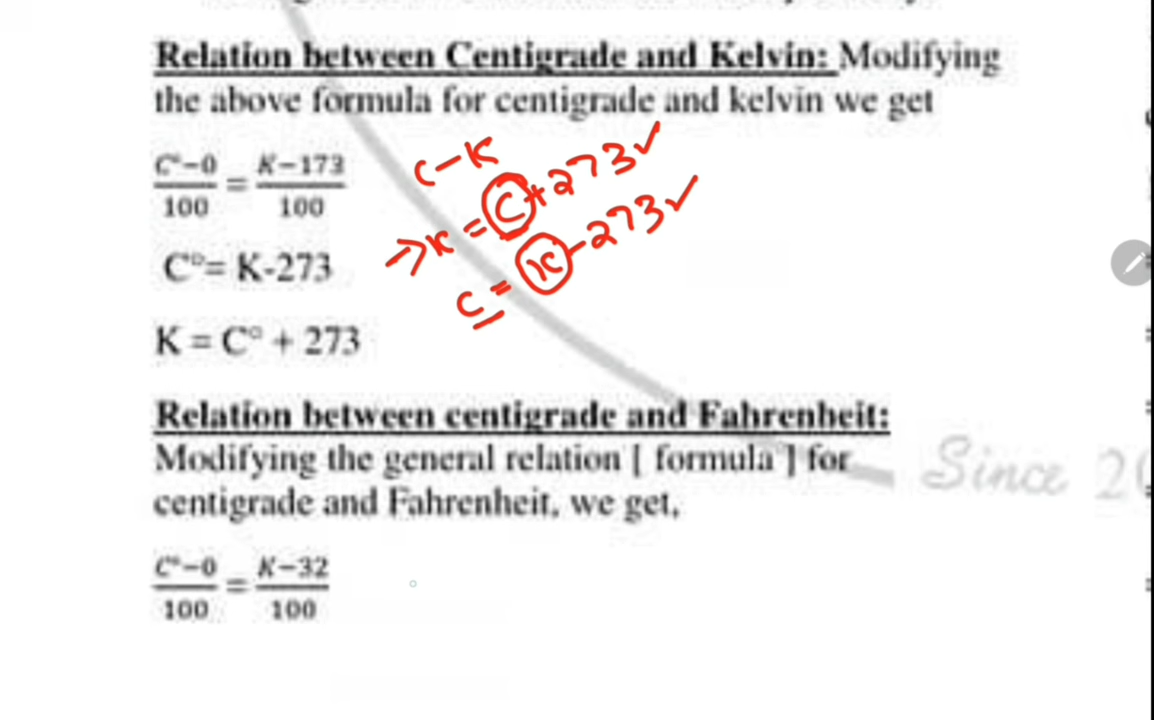 Relation between Centigrade and Kelvin: Modifying
the above formula for centigrade and kelvin we get
C°-0/100 = K-173/100
C°= K-273
K = C° + 273
C-K
→K = C+273✓
C = K-273✓
Relation between centigrade and Fahrenheit:
Modifying the general relation [ formula ] for
centigrade and Fahrenheit, we get,
C°-0/100 = K-32/100
Since 20